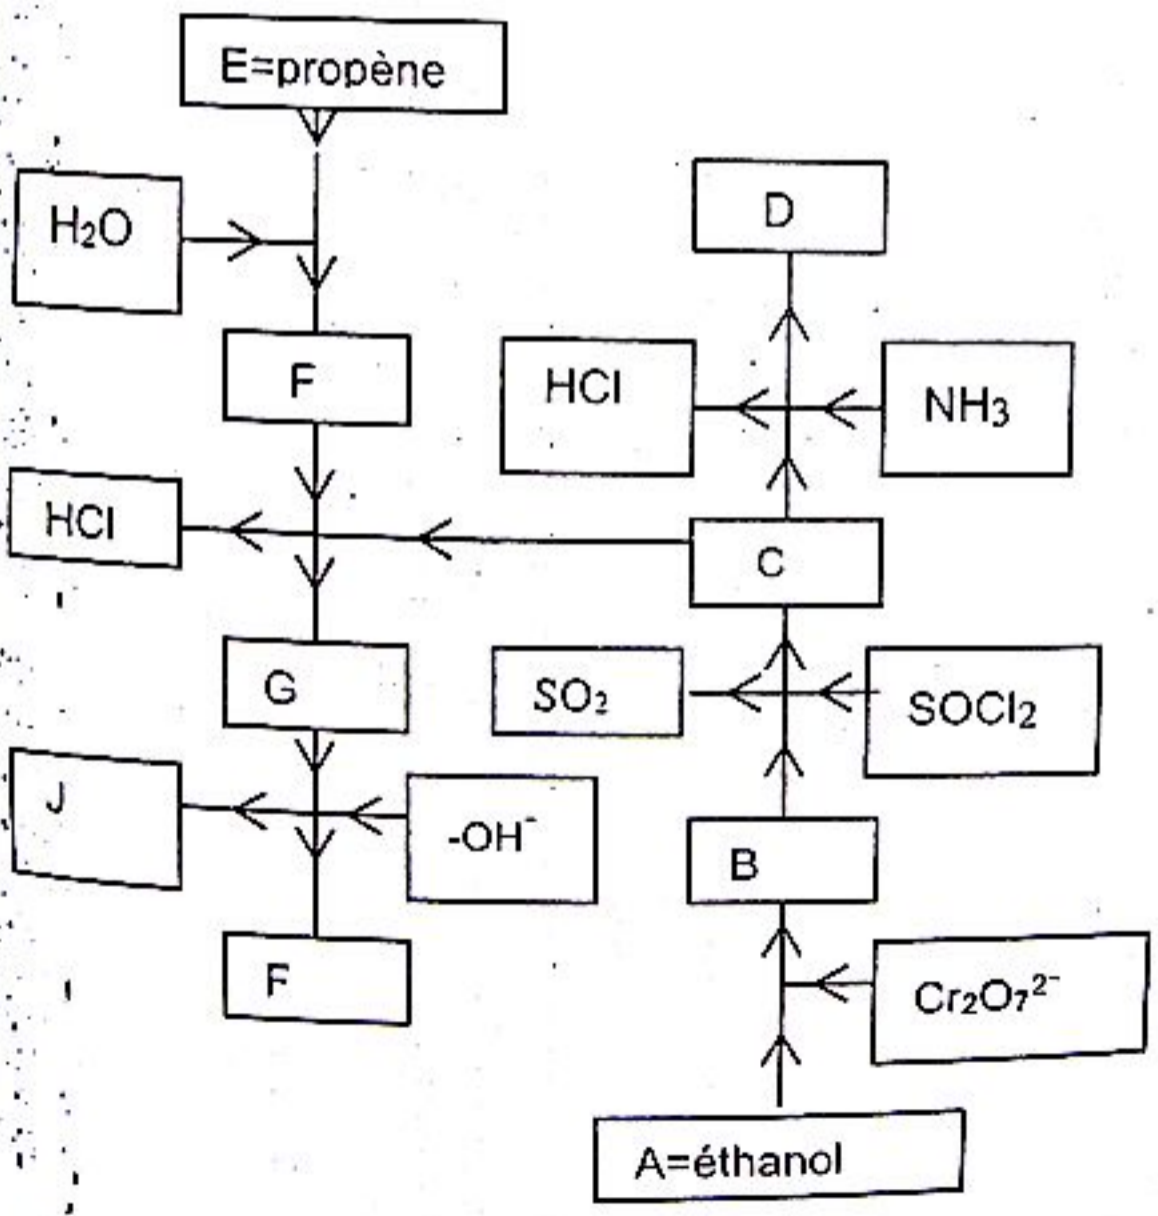 E=propène
H₂O
D
F
HCl
NH₃
HCl
C
G
SO₂
SOCl₂
J
-OH⁻
B
F
Cr₂O₇²⁻
A=éthanol